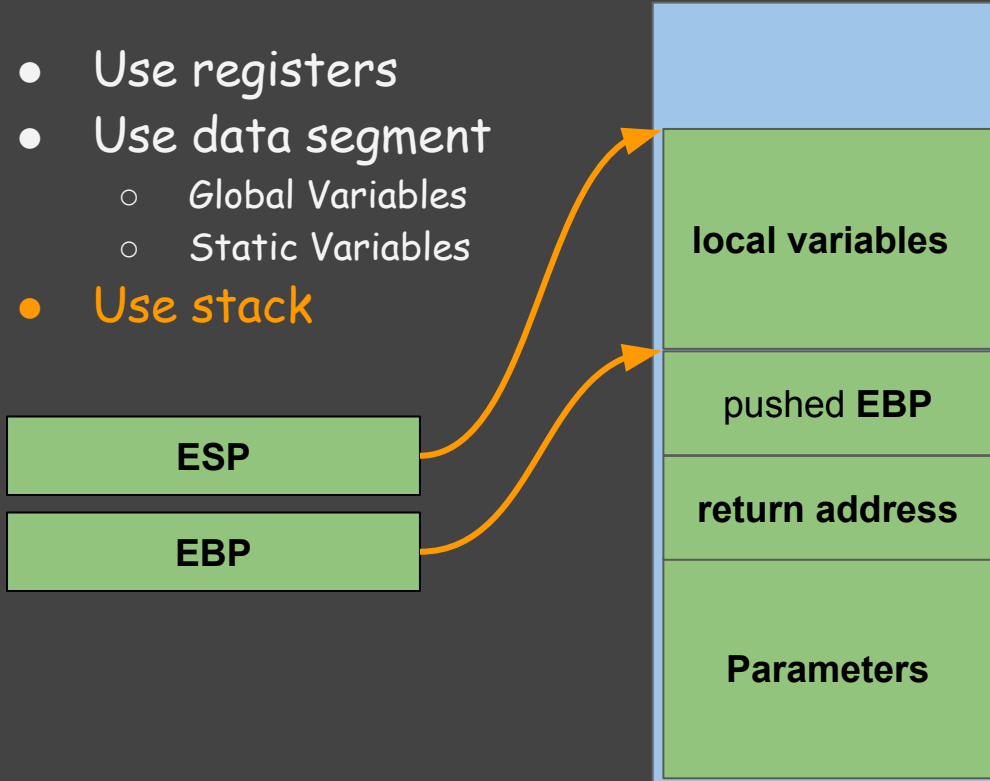 ● Use registers
● Use data segment
○ Global Variables
○ Static Variables
● Use stack
ESP
EBP
local variables
pushed EBP
return address
Parameters